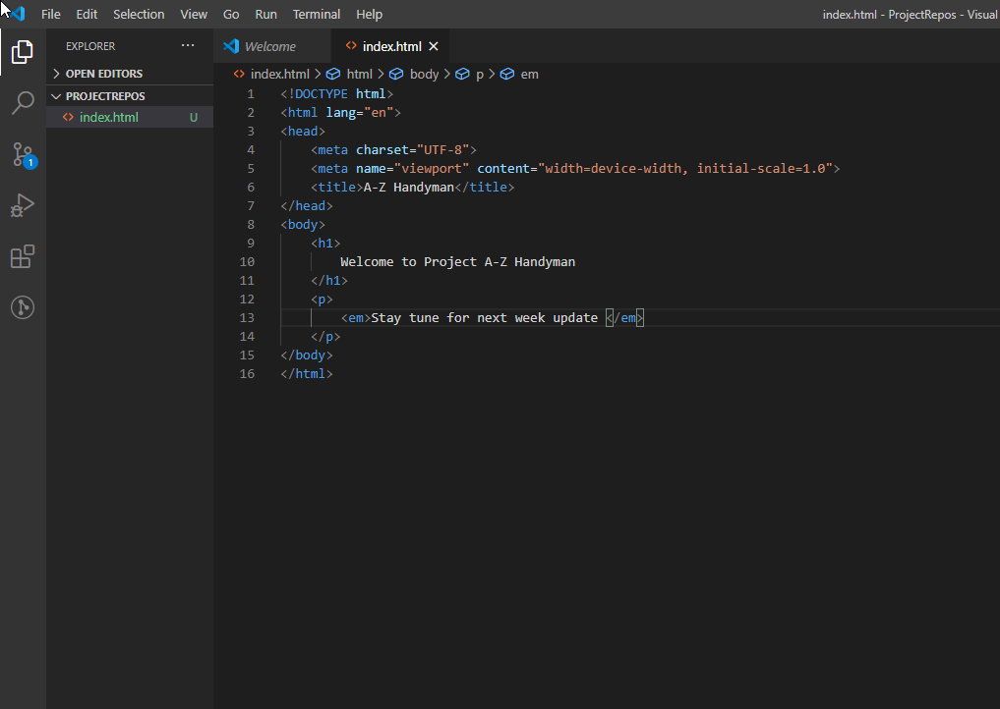 File Edit Selection View Go Run Terminal Help index.html - ProjectRepos - Visual
EXPLORER ···
OPEN EDITORS
PROJECTREPOS
index.html U
1
Welcome index.html
index.html > html > body > p > em
1 <!DOCTYPE html>
2 <html lang="en">
3 <head>
4     <meta charset="UTF-8">
5     <meta name="viewport" content="width=device-width, initial-scale=1.0">
6     <title>A-Z Handyman</title>
7 </head>
8 <body>
9     <h1>
10         Welcome to Project A-Z Handyman
11     </h1>
12     <p>
13         <em>Stay tune for next week update </em>
14     </p>
15 </body>
16 </html>